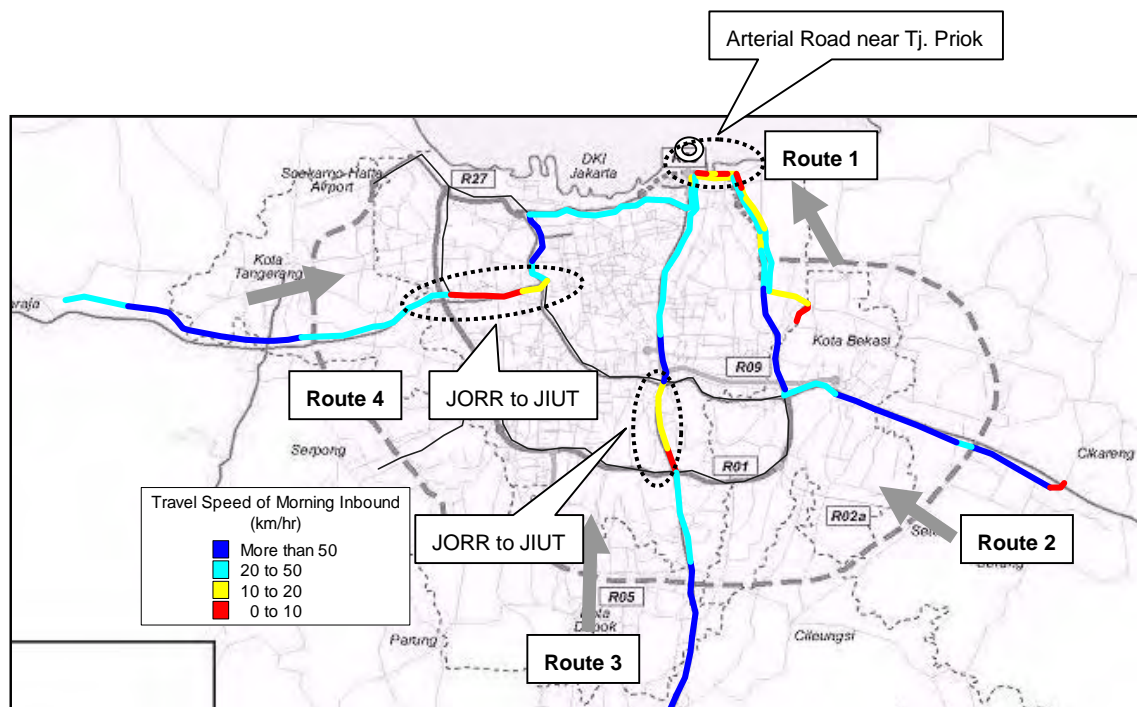 Arterial Road near Tj. Priok
Route 1
DKI
Jakarta
Soekarno-Hatta
Airport
R27
Kota
Tangerang
Kota Bekasi
R09
Route 4
JORR to JIUT
Serpong
Cikareng
R01
Travel Speed of Morning Inbound
(km/hr)
More than 50
20 to 50
10 to 20
0 to 10
JORR to JIUT
R02a
Route 2
R05
Parung
Cileungsi
Route 3